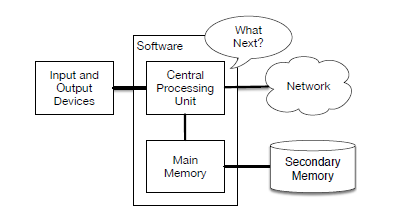 What
Next?
Software
Input and
Output
Devices
Central
Processing
Unit
Network
Main
Memory
Secondary
Memory